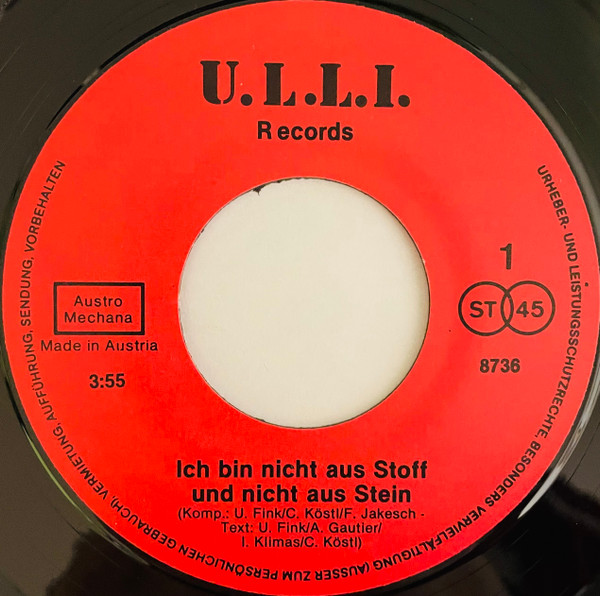 U.L.L.I.
Records
1
Austro
Mechana
Made in Austria
3:55
ST 45
8736
Ich bin nicht aus Stoff
und nicht aus Stein
(Komp.: U. Fink/C. Köstl/F. Jakesch -
Text: U. Fink/A. Gautier/
I. Klimas/C. Köstl)
URHEBER- UND LEISTUNGSSCHUTZRECHTE, BESONDERS VERVIELFÄLTIGUNG (AUSSER ZUM PERSÖNLICHEN GEBRAUCH), VERMIETUNG, AUFFÜHRUNG, SENDUNG, VORBEHALTEN